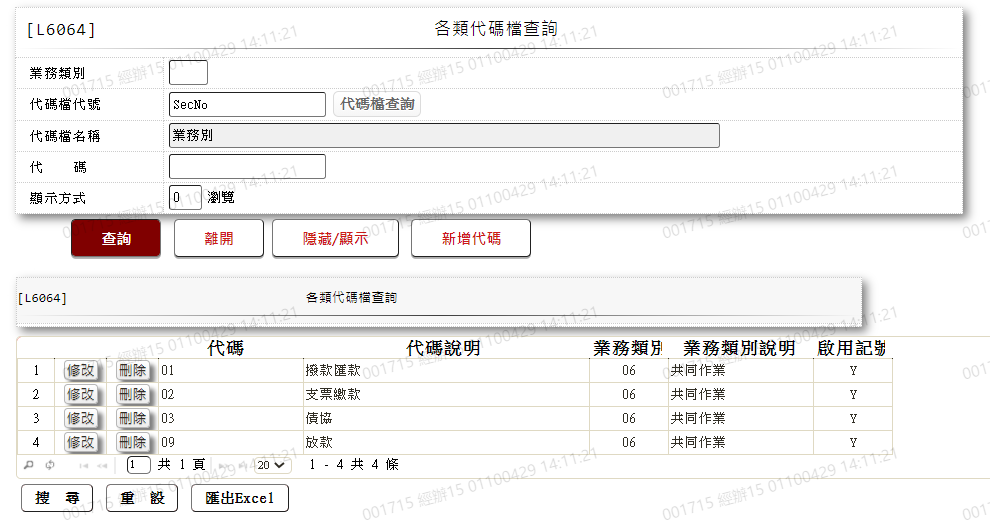 [L6064] 各類代碼檔查詢
業務類別
代碼檔代號 SecNo 代碼檔查詢
代碼檔名稱 業務別
代 碼
顯示方式 0 瀏覽
查詢 離開 隱藏/顯示 新增代碼
[L6064] 各類代碼檔查詢
代碼 代碼說明 業務類別 業務類別說明 啟用記號
1 修改 刪除 01 撥款匯款 06 共同作業 Y
2 修改 刪除 02 支票繳款 06 共同作業 Y
3 修改 刪除 03 債協 06 共同作業 Y
4 修改 刪除 09 放款 06 共同作業 Y
1 共 1 頁 20 1 - 4 共 4 條
搜 尋 重 設 匯出Excel
001715 經辦15 01100429 14:11:21